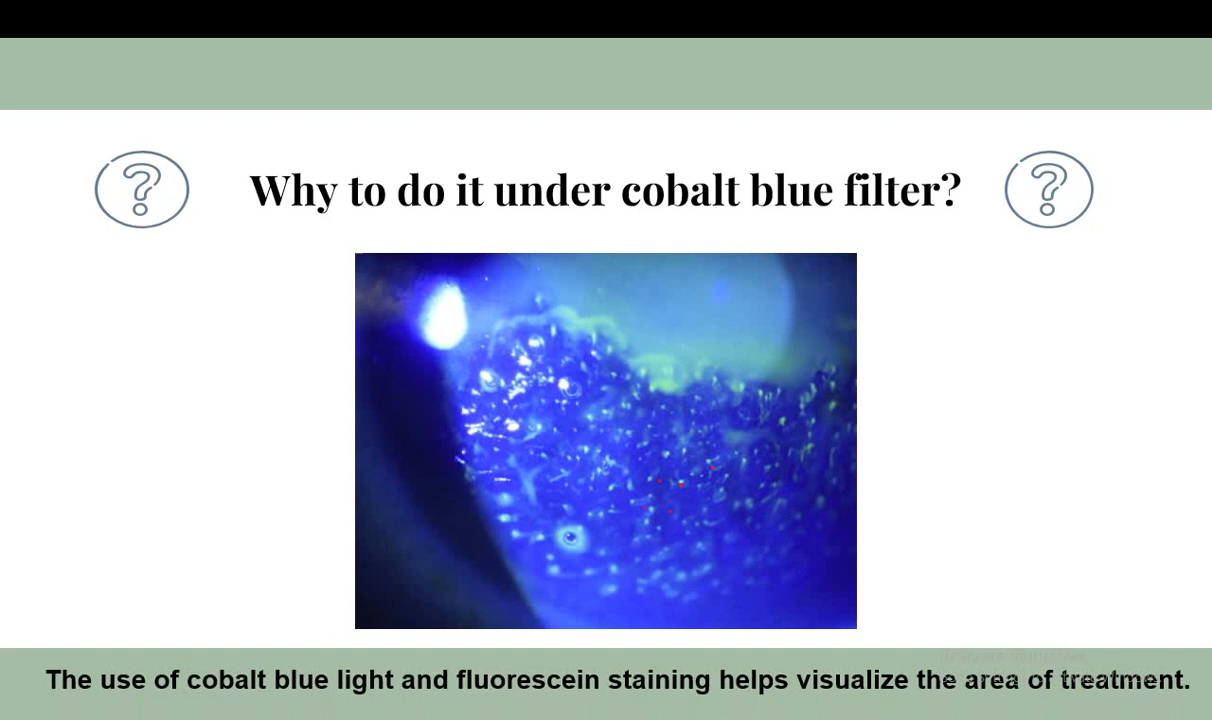 Why to do it under cobalt blue filter?
The use of cobalt blue light and fluorescein staining helps visualize the area of treatment.